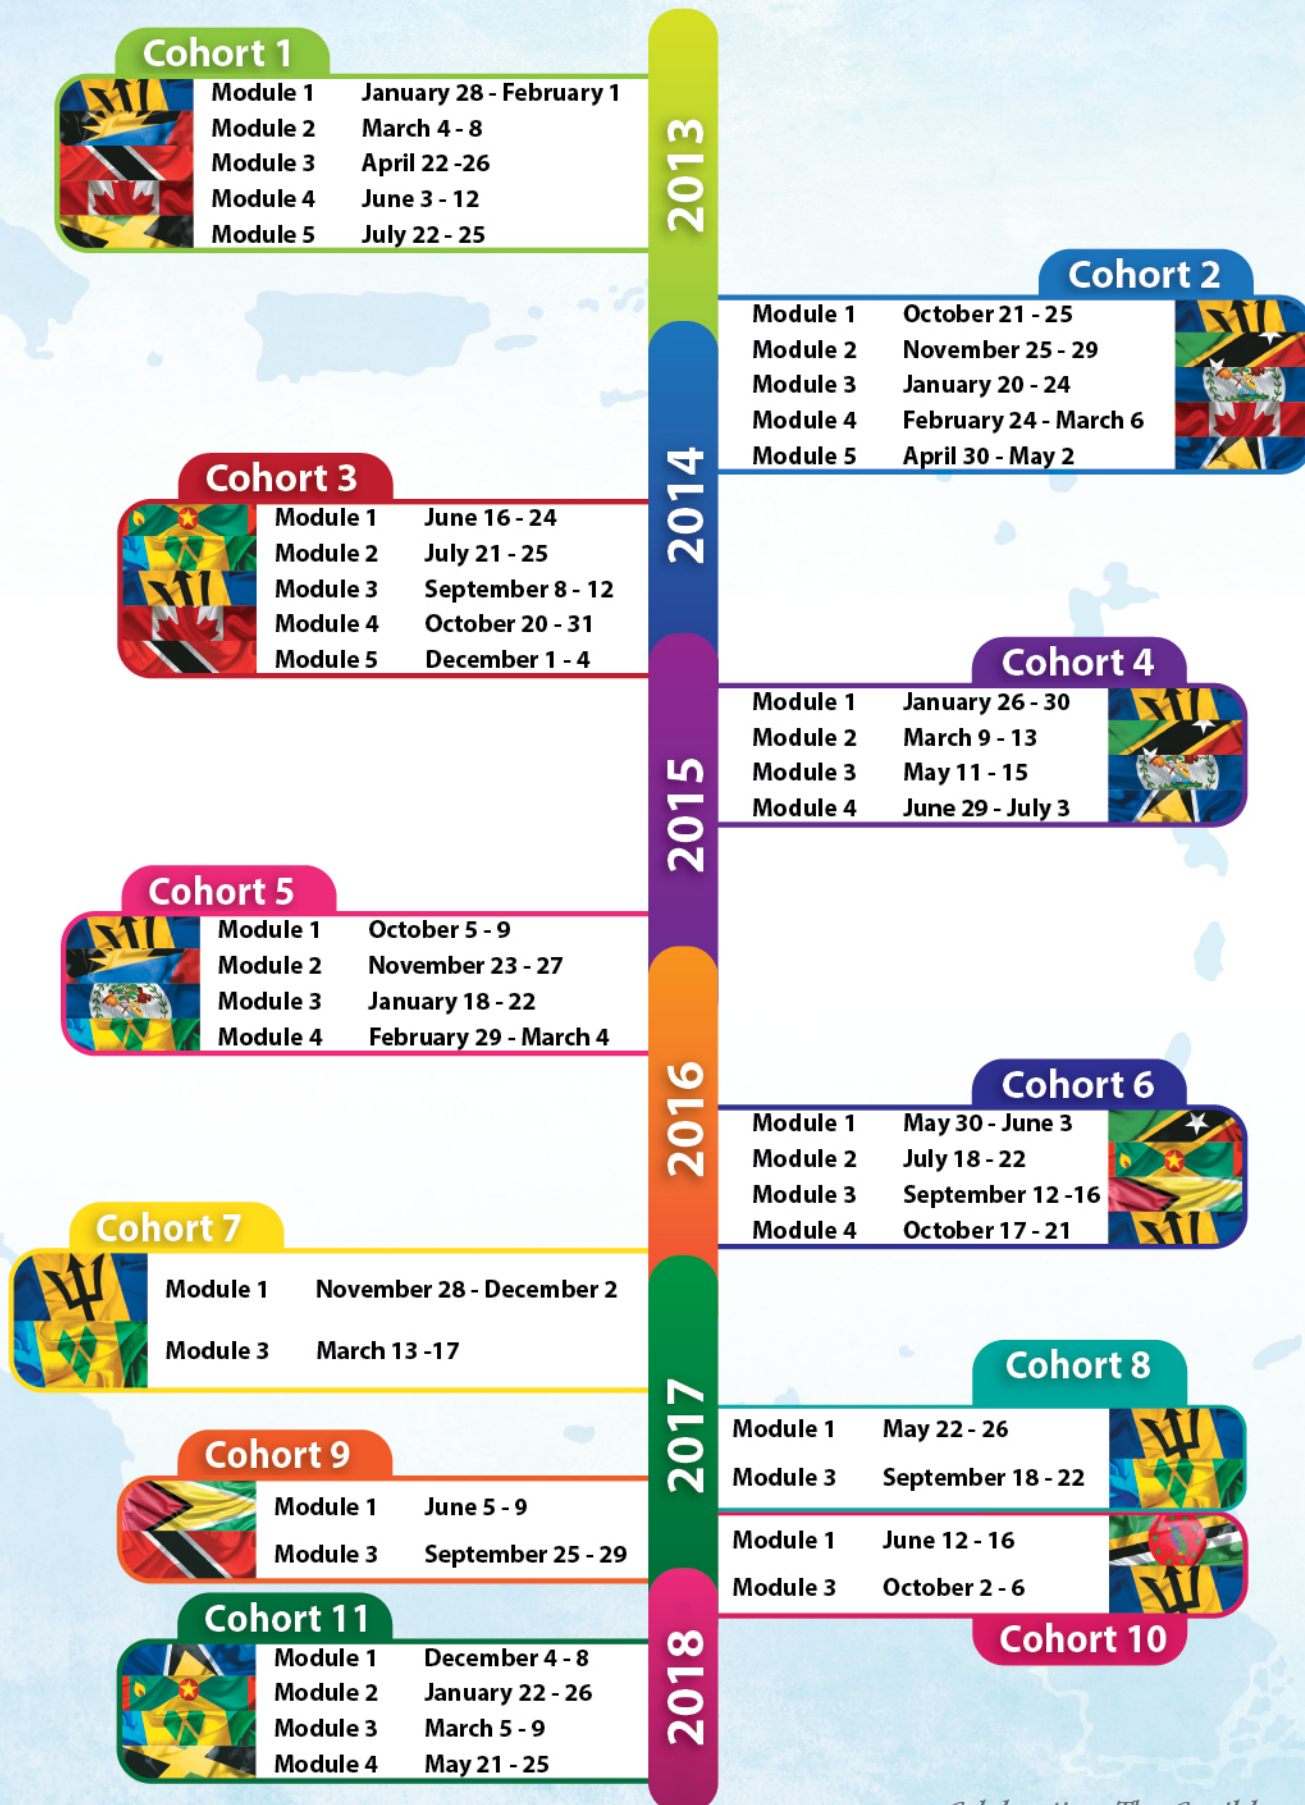 Cohort 1
Module 1 January 28 - February 1
Module 2 March 4 - 8
Module 3 April 22 -26
Module 4 June 3 - 12
Module 5 July 22 - 25
2013
Cohort 2
Module 1 October 21 - 25
Module 2 November 25 - 29
Module 3 January 20 - 24
Module 4 February 24 - March 6
Module 5 April 30 - May 2
2014
Cohort 3
Module 1 June 16 - 24
Module 2 July 21 - 25
Module 3 September 8 - 12
Module 4 October 20 - 31
Module 5 December 1 - 4
Cohort 4
Module 1 January 26 - 30
Module 2 March 9 - 13
Module 3 May 11 - 15
Module 4 June 29 - July 3
2015
Cohort 5
Module 1 October 5 - 9
Module 2 November 23 - 27
Module 3 January 18 - 22
Module 4 February 29 - March 4
2016
Cohort 6
Module 1 May 30 - June 3
Module 2 July 18 - 22
Module 3 September 12 -16
Module 4 October 17 - 21
Cohort 7
Module 1 November 28 - December 2
Module 3 March 13 -17
2017
Cohort 8
Module 1 May 22 - 26
Module 3 September 18 - 22
Cohort 9
Module 1 June 5 - 9
Module 3 September 25 - 29
Module 1 June 12 - 16
Module 3 October 2 - 6
Cohort 10
Cohort 11
Module 1 December 4 - 8
Module 2 January 22 - 26
Module 3 March 5 - 9
Module 4 May 21 - 25
2018